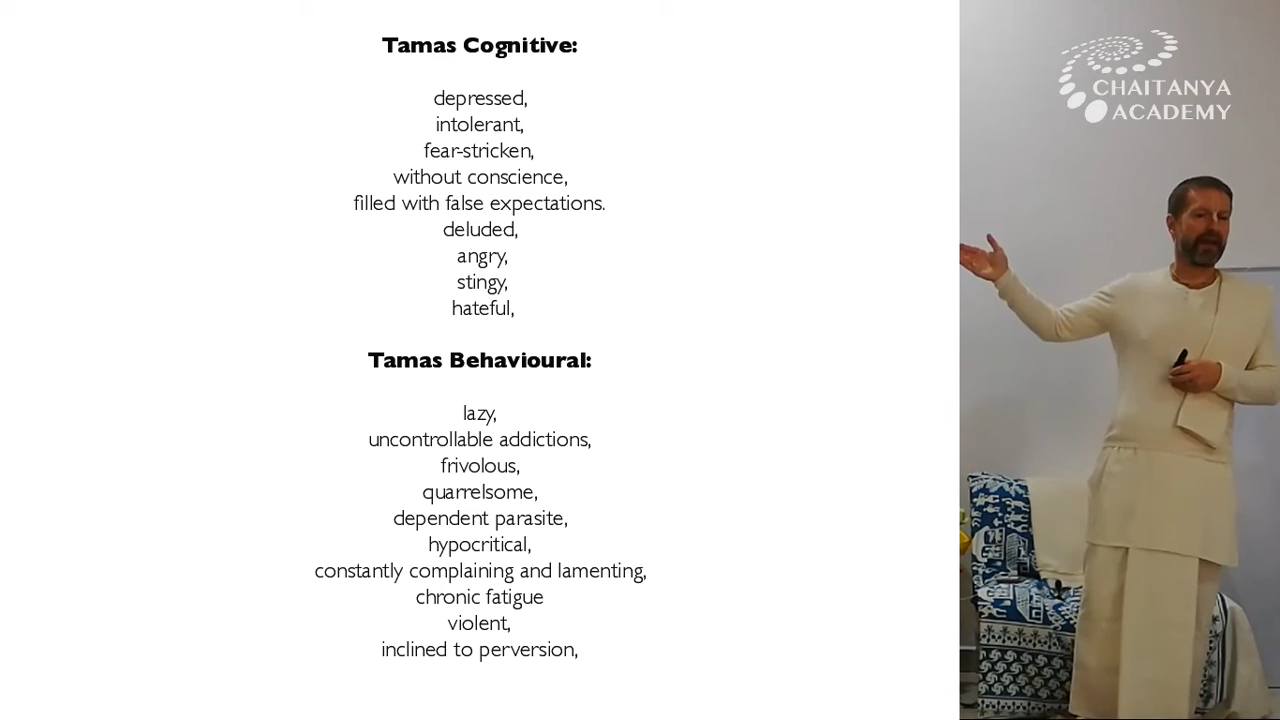 Tamas Cognitive:
depressed,
intolerant,
fear-stricken,
without conscience,
filled with false expectations.
deluded,
angry,
stingy,
hateful,
Tamas Behavioural:
lazy,
uncontrollable addictions,
frivolous,
quarrelsome,
dependent parasite,
hypocritical,
constantly complaining and lamenting,
chronic fatigue
violent,
inclined to perversion,
CHAITANYA
ACADEMY